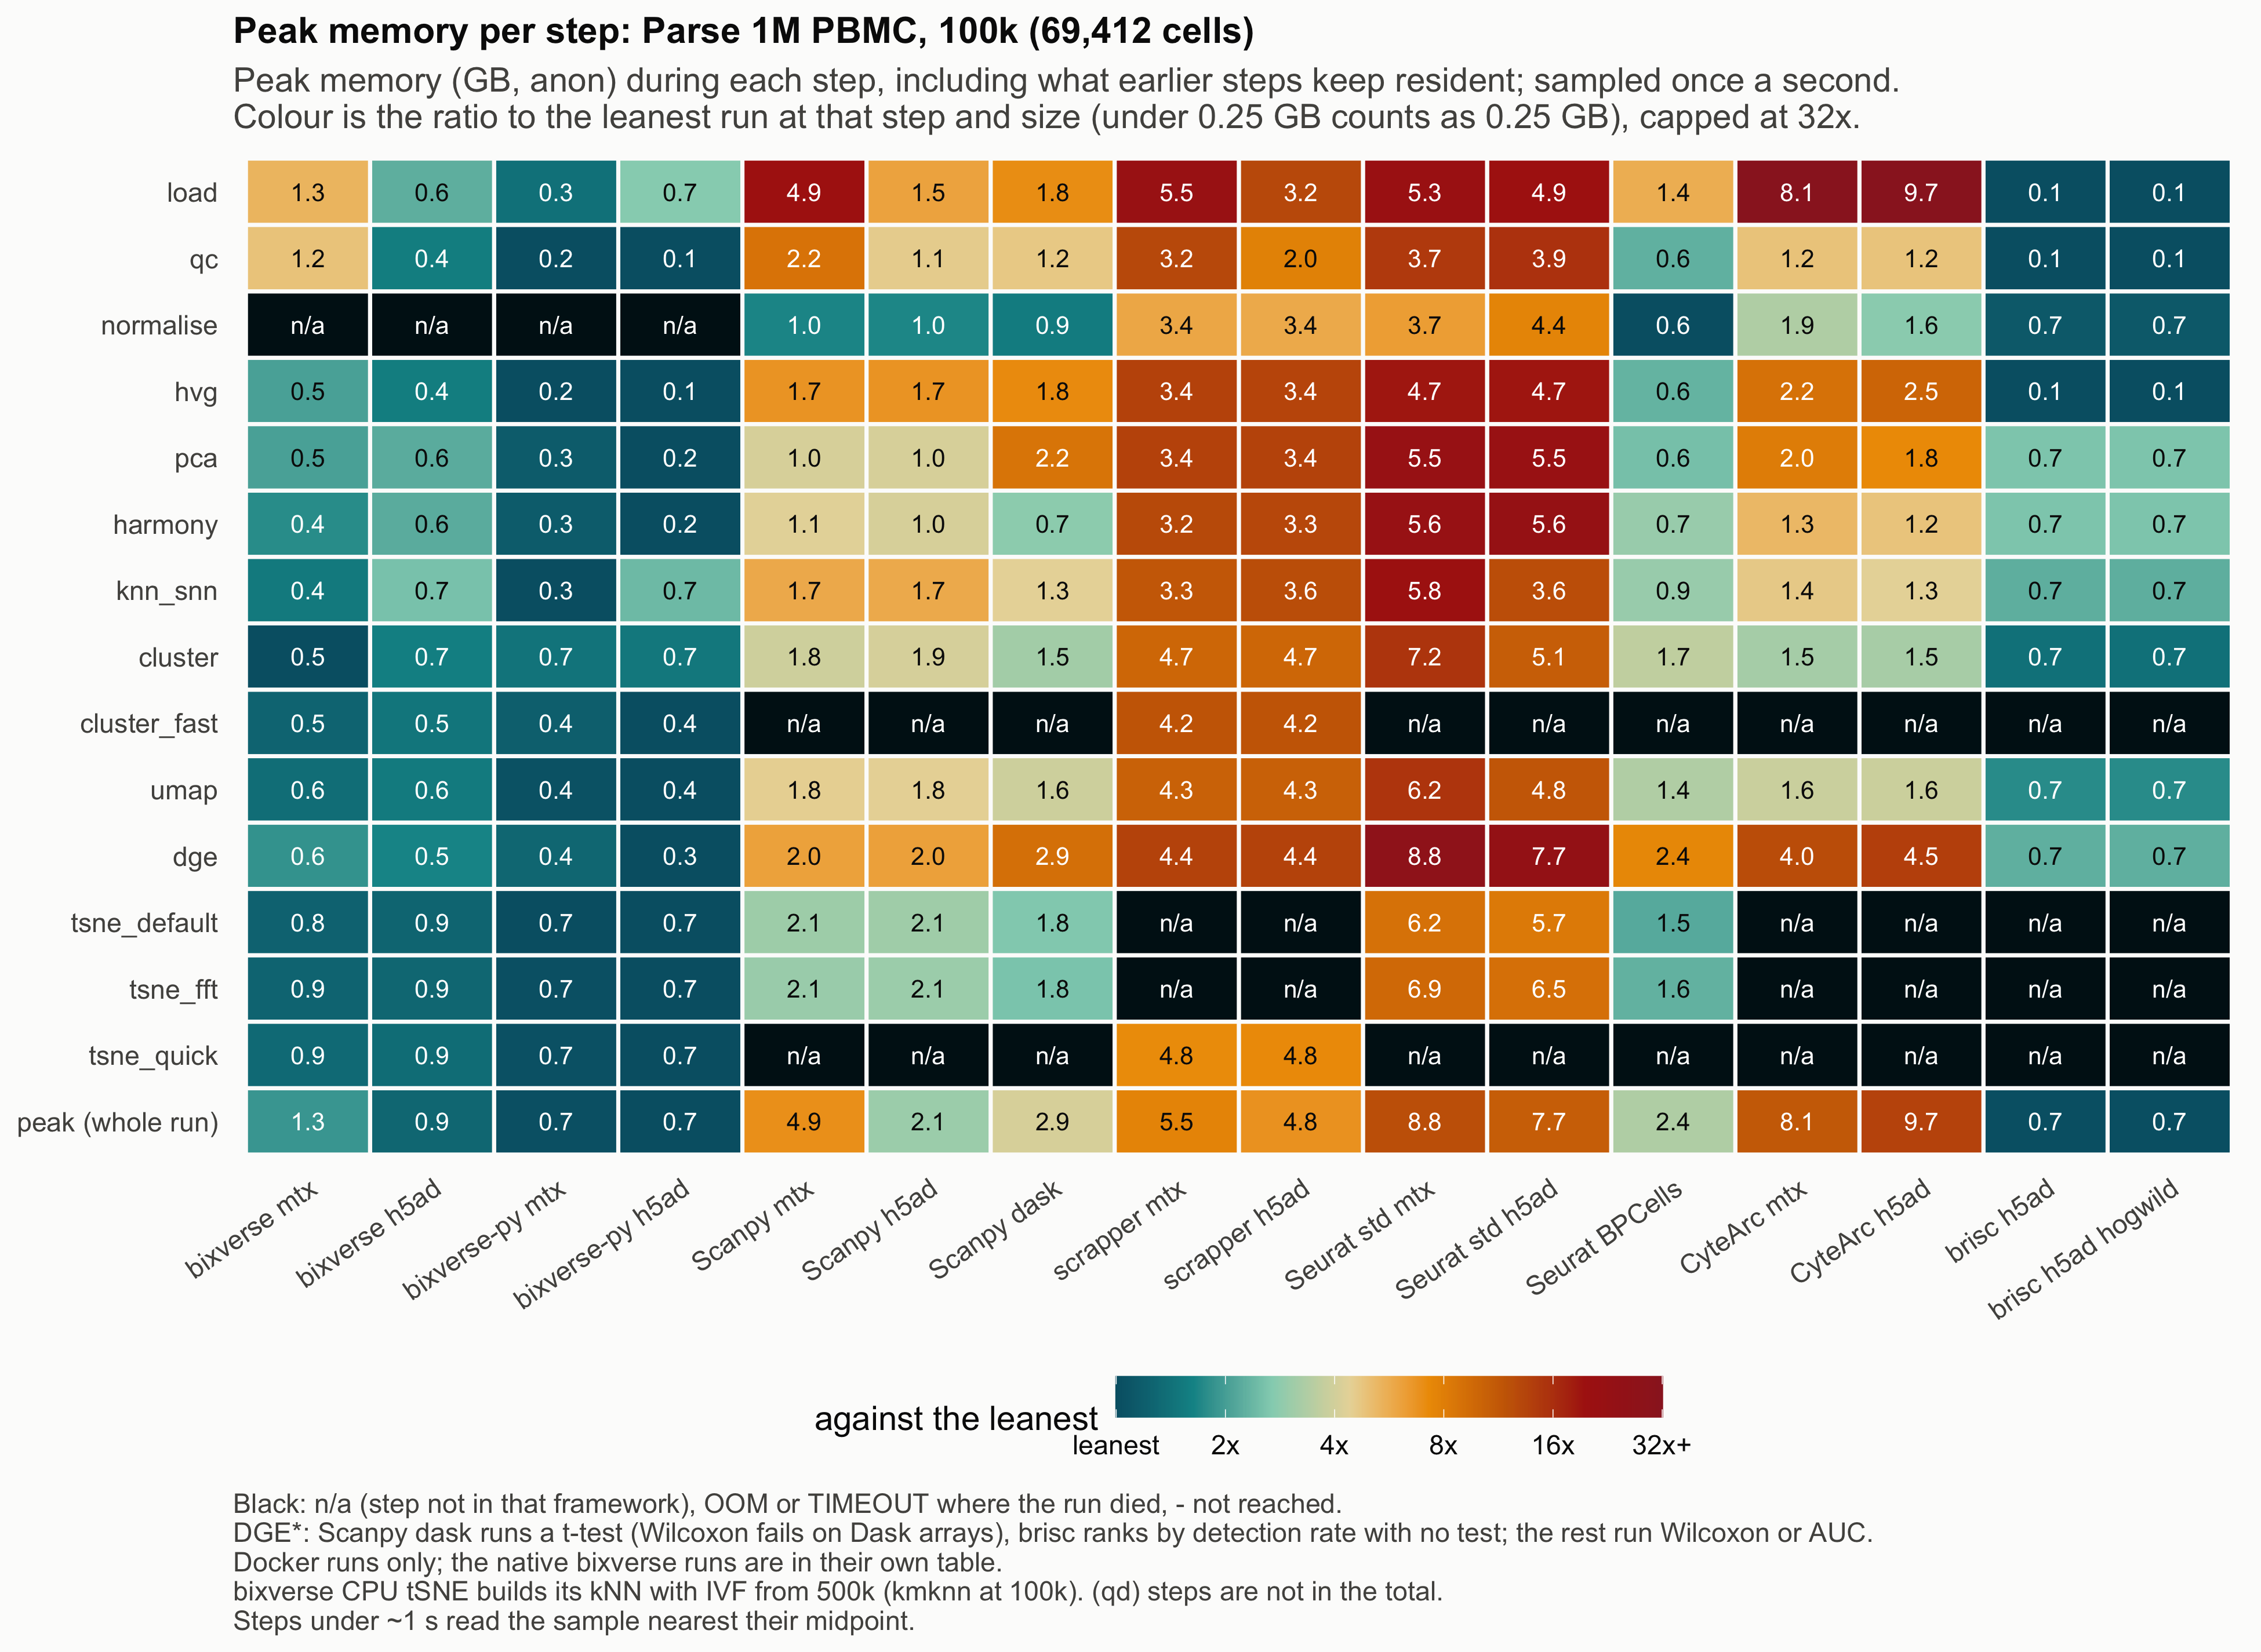 Peak memory per step: Parse 1M PBMC, 100k (69,412 cells)
Peak memory (GB, anon) during each step, including what earlier steps keep resident; sampled once a second.
Colour is the ratio to the leanest run at that step and size (under 0.25 GB counts as 0.25 GB), capped at 32x.
load 1.3 0.6 0.3 0.7 4.9 1.5 1.8 5.5 3.2 5.3 4.9 1.4 8.1 9.7 0.1 0.1
qc 1.2 0.4 0.2 0.1 2.2 1.1 1.2 3.2 2.0 3.7 3.9 0.6 1.2 1.2 0.1 0.1
normalise n/a n/a n/a n/a 1.0 1.0 0.9 3.4 3.4 3.7 4.4 0.6 1.9 1.6 0.7 0.7
hvg 0.5 0.4 0.2 0.1 1.7 1.7 1.8 3.4 3.4 4.7 4.7 0.6 2.2 2.5 0.1 0.1
pca 0.5 0.6 0.3 0.2 1.0 1.0 2.2 3.4 3.4 5.5 5.5 0.6 2.0 1.8 0.7 0.7
harmony 0.4 0.6 0.3 0.2 1.1 1.0 0.7 3.2 3.3 5.6 5.6 0.7 1.3 1.2 0.7 0.7
knn_snn 0.4 0.7 0.3 0.7 1.7 1.7 1.3 3.3 3.6 5.8 3.6 0.9 1.4 1.3 0.7 0.7
cluster 0.5 0.7 0.7 0.7 1.8 1.9 1.5 4.7 4.7 7.2 5.1 1.7 1.5 1.5 0.7 0.7
cluster_fast 0.5 0.5 0.4 0.4 n/a n/a n/a 4.2 4.2 n/a n/a n/a n/a n/a n/a n/a
umap 0.6 0.6 0.4 0.4 1.8 1.8 1.6 4.3 4.3 6.2 4.8 1.4 1.6 1.6 0.7 0.7
dge 0.6 0.5 0.4 0.3 2.0 2.0 2.9 4.4 4.4 8.8 7.7 2.4 4.0 4.5 0.7 0.7
tsne_default 0.8 0.9 0.7 0.7 2.1 2.1 1.8 n/a n/a 6.2 5.7 1.5 n/a n/a n/a n/a
tsne_fft 0.9 0.9 0.7 0.7 2.1 2.1 1.8 n/a n/a 6.9 6.5 1.6 n/a n/a n/a n/a
tsne_quick 0.9 0.9 0.7 0.7 n/a n/a n/a 4.8 4.8 n/a n/a n/a n/a n/a n/a n/a
peak (whole run) 1.3 0.9 0.7 0.7 4.9 2.1 2.9 5.5 4.8 8.8 7.7 2.4 8.1 9.7 0.7 0.7
bixverse mtx
bixverse h5ad
bixverse-py mtx
bixverse-py h5ad
Scanpy mtx
Scanpy h5ad
Scanpy dask
scrapper mtx
scrapper h5ad
Seurat std mtx
Seurat std h5ad
Seurat BPCells
CyteArc mtx
CyteArc h5ad
brisc h5ad
brisc h5ad hogwild
against the leanest
leanest 2x 4x 8x 16x 32x+
Black: n/a (step not in that framework), OOM or TIMEOUT where the run died, - not reached.
DGE*: Scanpy dask runs a t-test (Wilcoxon fails on Dask arrays), brisc ranks by detection rate with no test; the rest run Wilcoxon or AUC.
Docker runs only; the native bixverse runs are in their own table.
bixverse CPU tSNE builds its kNN with IVF from 500k (kmknn at 100k). (qd) steps are not in the total.
Steps under ~1 s read the sample nearest their midpoint.